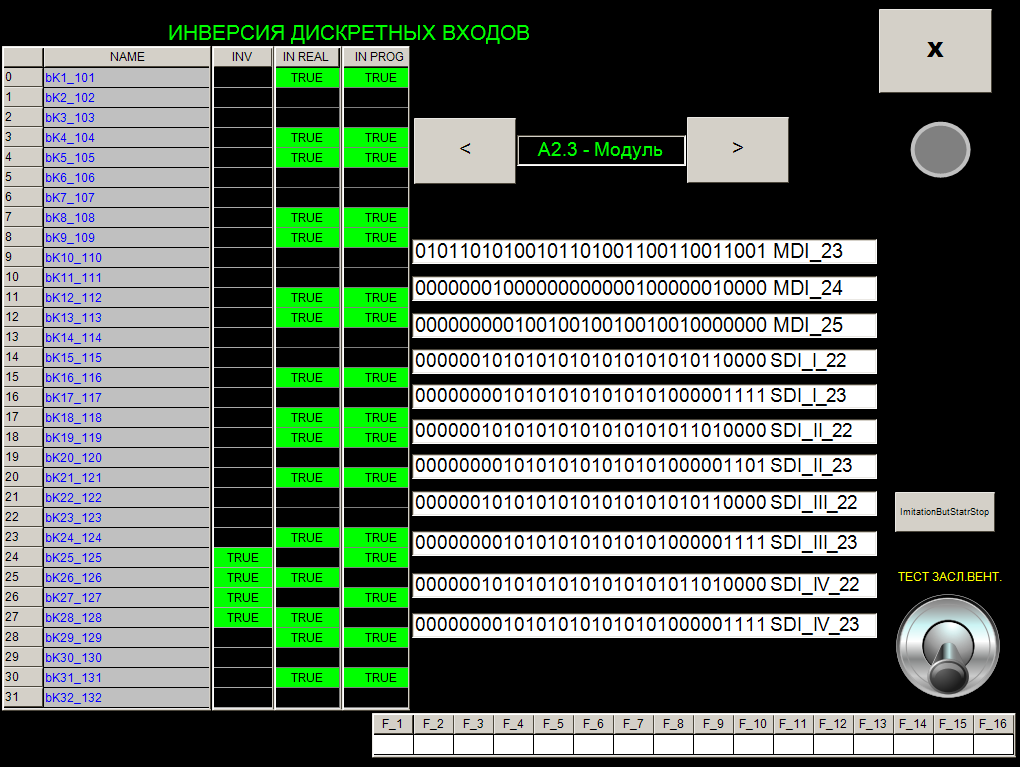 ИНВЕРСИЯ ДИСКРЕТНЫХ ВХОДОВ
X
NAME INV IN REAL IN PROG
0 bK1_101 TRUE TRUE
1 bK2_102
2 bK3_103
3 bK4_104 TRUE TRUE
4 bK5_105 TRUE TRUE
5 bK6_106
6 bK7_107
7 bK8_108 TRUE TRUE
8 bK9_109 TRUE TRUE
9 bK10_110
10 bK11_111
11 bK12_112 TRUE TRUE
12 bK13_113 TRUE TRUE
13 bK14_114
14 bK15_115
15 bK16_116 TRUE TRUE
16 bK17_117
17 bK18_118 TRUE TRUE
18 bK19_119 TRUE TRUE
19 bK20_120
20 bK21_121 TRUE TRUE
21 bK22_122
22 bK23_123
23 bK24_124 TRUE TRUE
24 bK25_125 TRUE TRUE
25 bK26_126 TRUE TRUE
26 bK27_127 TRUE TRUE
27 bK28_128 TRUE TRUE
28 bK29_129 TRUE TRUE
29 bK30_130
30 bK31_131 TRUE TRUE
31 bK32_132
< A2.3 - Модуль >
01011010100101101001100110011001 MDI_23
00000001000000000000100000010000 MDI_24
00000000010010010010010010000000 MDI_25
00000010101010101010101010110000 SDI_I_22
00000000101010101010101000001111 SDI_I_23
00000010101010101010101011010000 SDI_II_22
00000000101010101010101000001101 SDI_II_23
00000010101010101010101010110000 SDI_III_22
00000000101010101010101000001111 SDI_III_23
00000010101010101010101011010000 SDI_IV_22
00000000101010101010101000001111 SDI_IV_23
ImitationButStatrStop
ТЕСТ ЗАСЛ.ВЕНТ.
F_1 F_2 F_3 F_4 F_5 F_6 F_7 F_8 F_9 F_10 F_11 F_12 F_13 F_14 F_15 F_16